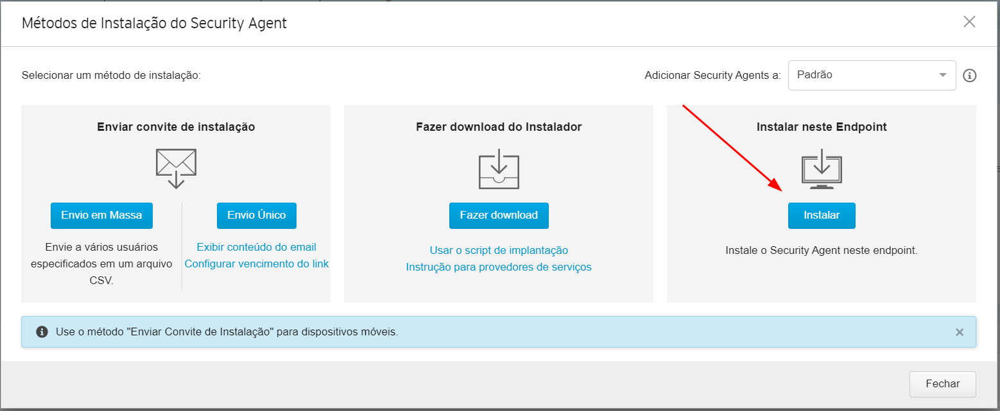 Métodos de Instalação do Security Agent
Selecionar um método de instalação:
Adicionar Security Agents a:
Padrão
Enviar convite de instalação
Envio em Massa
Envie a vários usuários
especificados em um arquivo
CSV.
Envio Único
Exibir conteúdo do email
Configurar vencimento do link
Fazer download do Instalador
Fazer download
Usar o script de implantação
Instrução para provedores de serviços
Instalar neste Endpoint
Instalar
Instale o Security Agent neste endpoint.
Use o método "Enviar Convite de Instalação" para dispositivos móveis.
Fechar